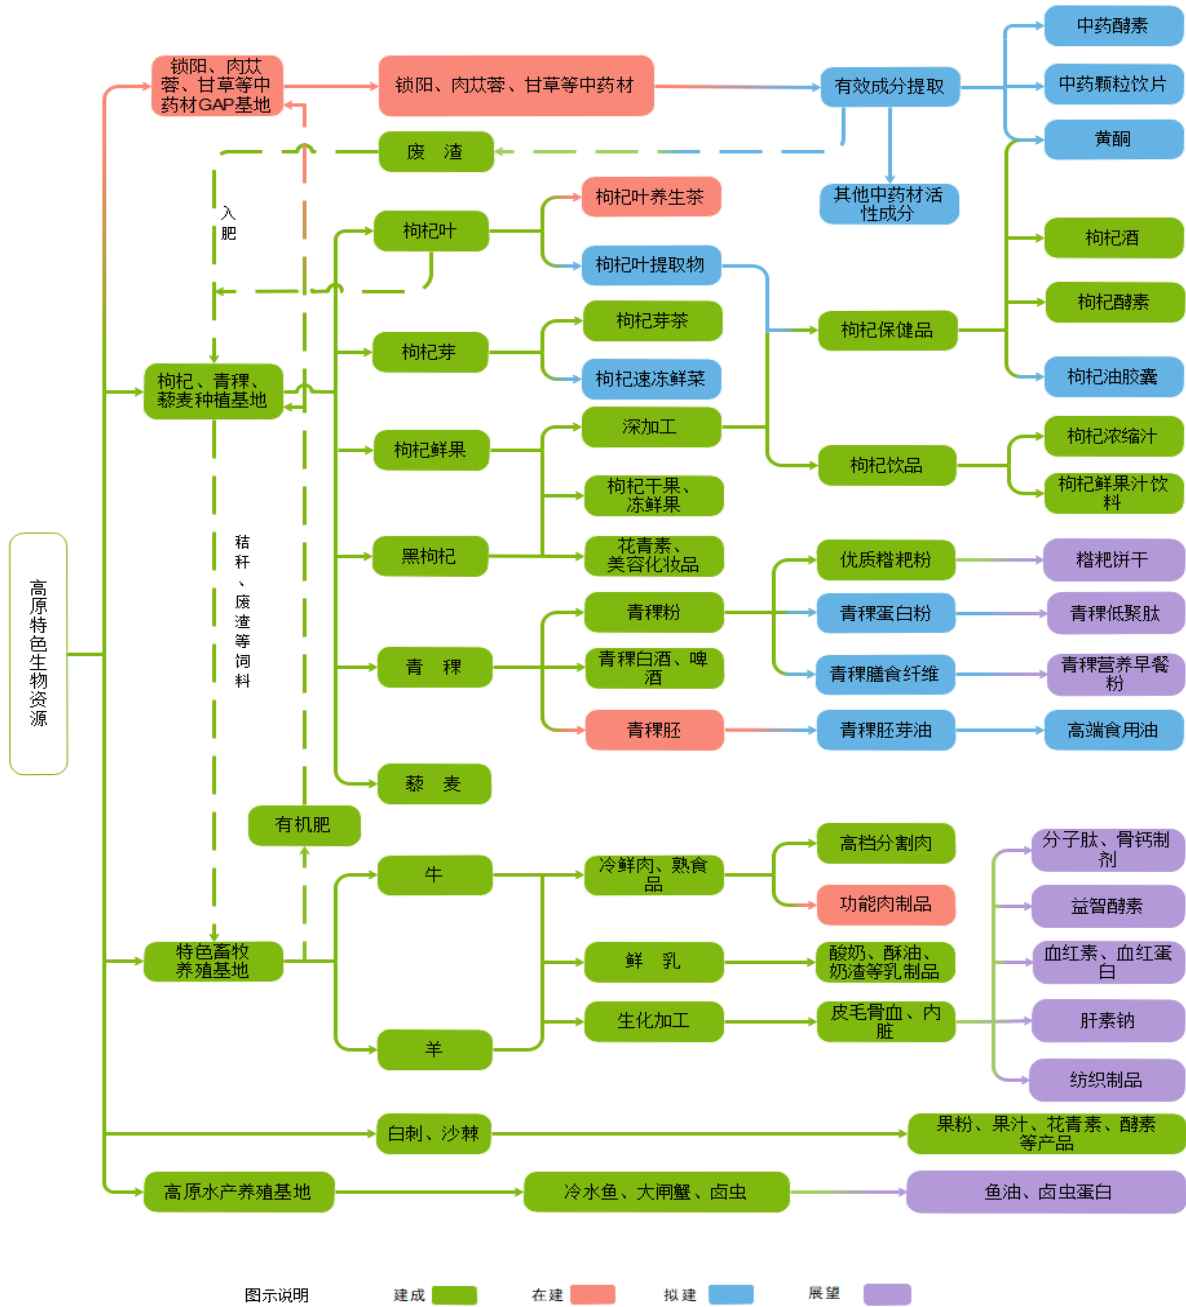 中药酵素
锁阳、肉苁
蓉、甘草等中
药材GAP基地
锁阳、肉苁蓉、甘草等中药材
有效成分提取
中药颗粒饮片
黄酮
废 渣
其他中药材活
性成分
入
肥
枸杞叶
枸杞叶养生茶
枸杞叶提取物
枸杞酒
枸杞酵素
枸杞芽
枸杞芽茶
枸杞速冻鲜菜
枸杞保健品
枸杞油胶囊
枸杞、青稞、
藜麦种植基地
枸杞鲜果
深加工
枸杞干果、
冻鲜果
枸杞饮品
枸杞浓缩汁
枸杞鲜果汁饮
料
黑枸杞
花青素、
美容化妆品
秸
秆
、
废
渣
等
饲
料
高
原
特
色
生
物
资
源
青 稞
青稞粉
优质糌粑粉
糌粑饼干
青稞蛋白粉
青稞低聚肽
青稞白酒、啤
酒
青稞膳食纤维
青稞营养早餐
粉
青稞胚
青稞胚芽油
高端食用油
藜 麦
有机肥
特色畜牧
养殖基地
牛
冷鲜肉、熟食
品
高档分割肉
功能肉制品
分子肽、骨钙制
剂
益智酵素
鲜 乳
酸奶、酥油、
奶渣等乳制品
血红素、血红蛋
白
羊
生化加工
皮毛骨血、内
脏
肝素钠
纺织制品
白刺、沙棘
果粉、果汁、花青素、酵素
等产品
高原水产养殖基地
冷水鱼、大闸蟹、卤虫
鱼油、卤虫蛋白
图示说明
建成
在建
拟建
展望